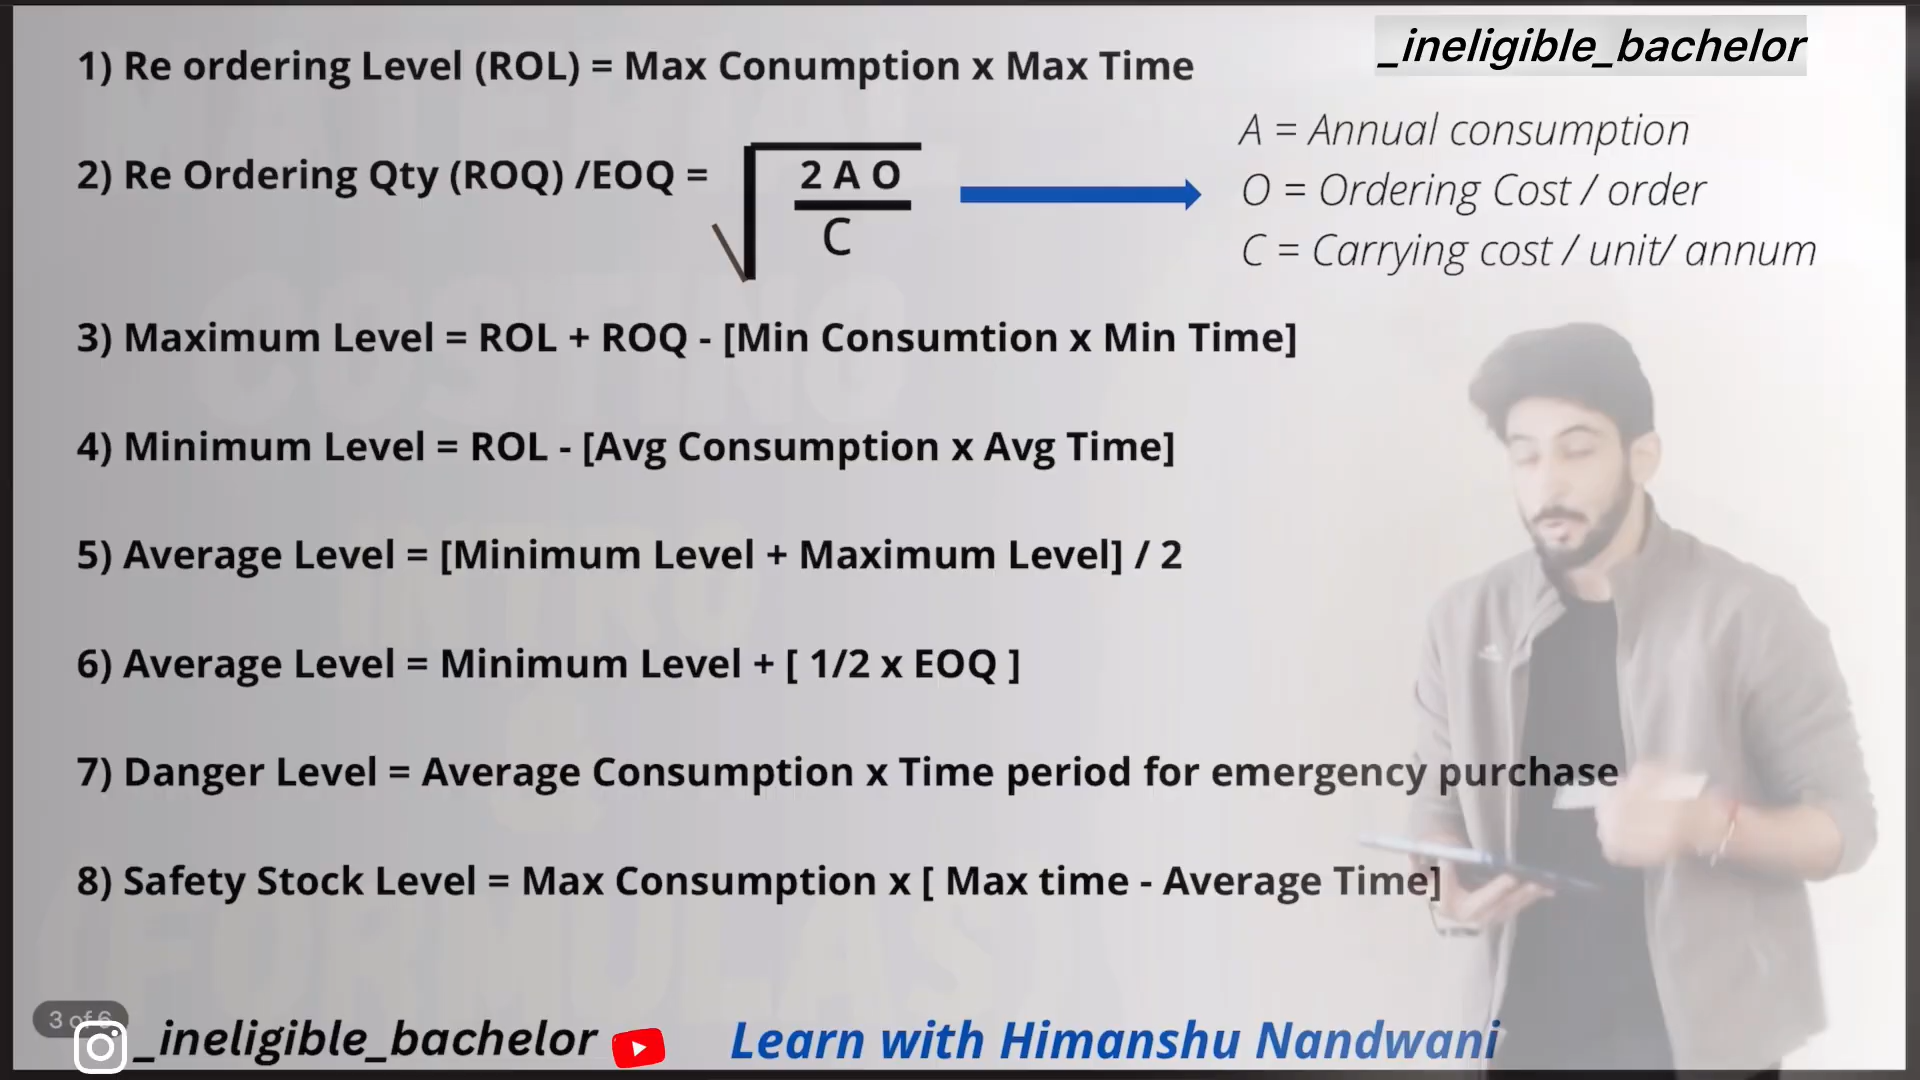 _ineligible_bachelor
1) Re ordering Level (ROL) = Max Conumption x Max Time
2) Re Ordering Qty (ROQ) /EOQ = √ 2 A O / C
A = Annual consumption
O = Ordering Cost / order
C = Carrying cost / unit/ annum
3) Maximum Level = ROL + ROQ - [Min Consumtion x Min Time]
4) Minimum Level = ROL - [Avg Consumption x Avg Time]
5) Average Level = [Minimum Level + Maximum Level] / 2
6) Average Level = Minimum Level + [ 1/2 x EOQ ]
7) Danger Level = Average Consumption x Time period for emergency purchase
8) Safety Stock Level = Max Consumption x [ Max time - Average Time]
3 of 6
_ineligible_bachelor
Learn with Himanshu Nandwani
COSTING
INTRO
&
(FORMULAS)